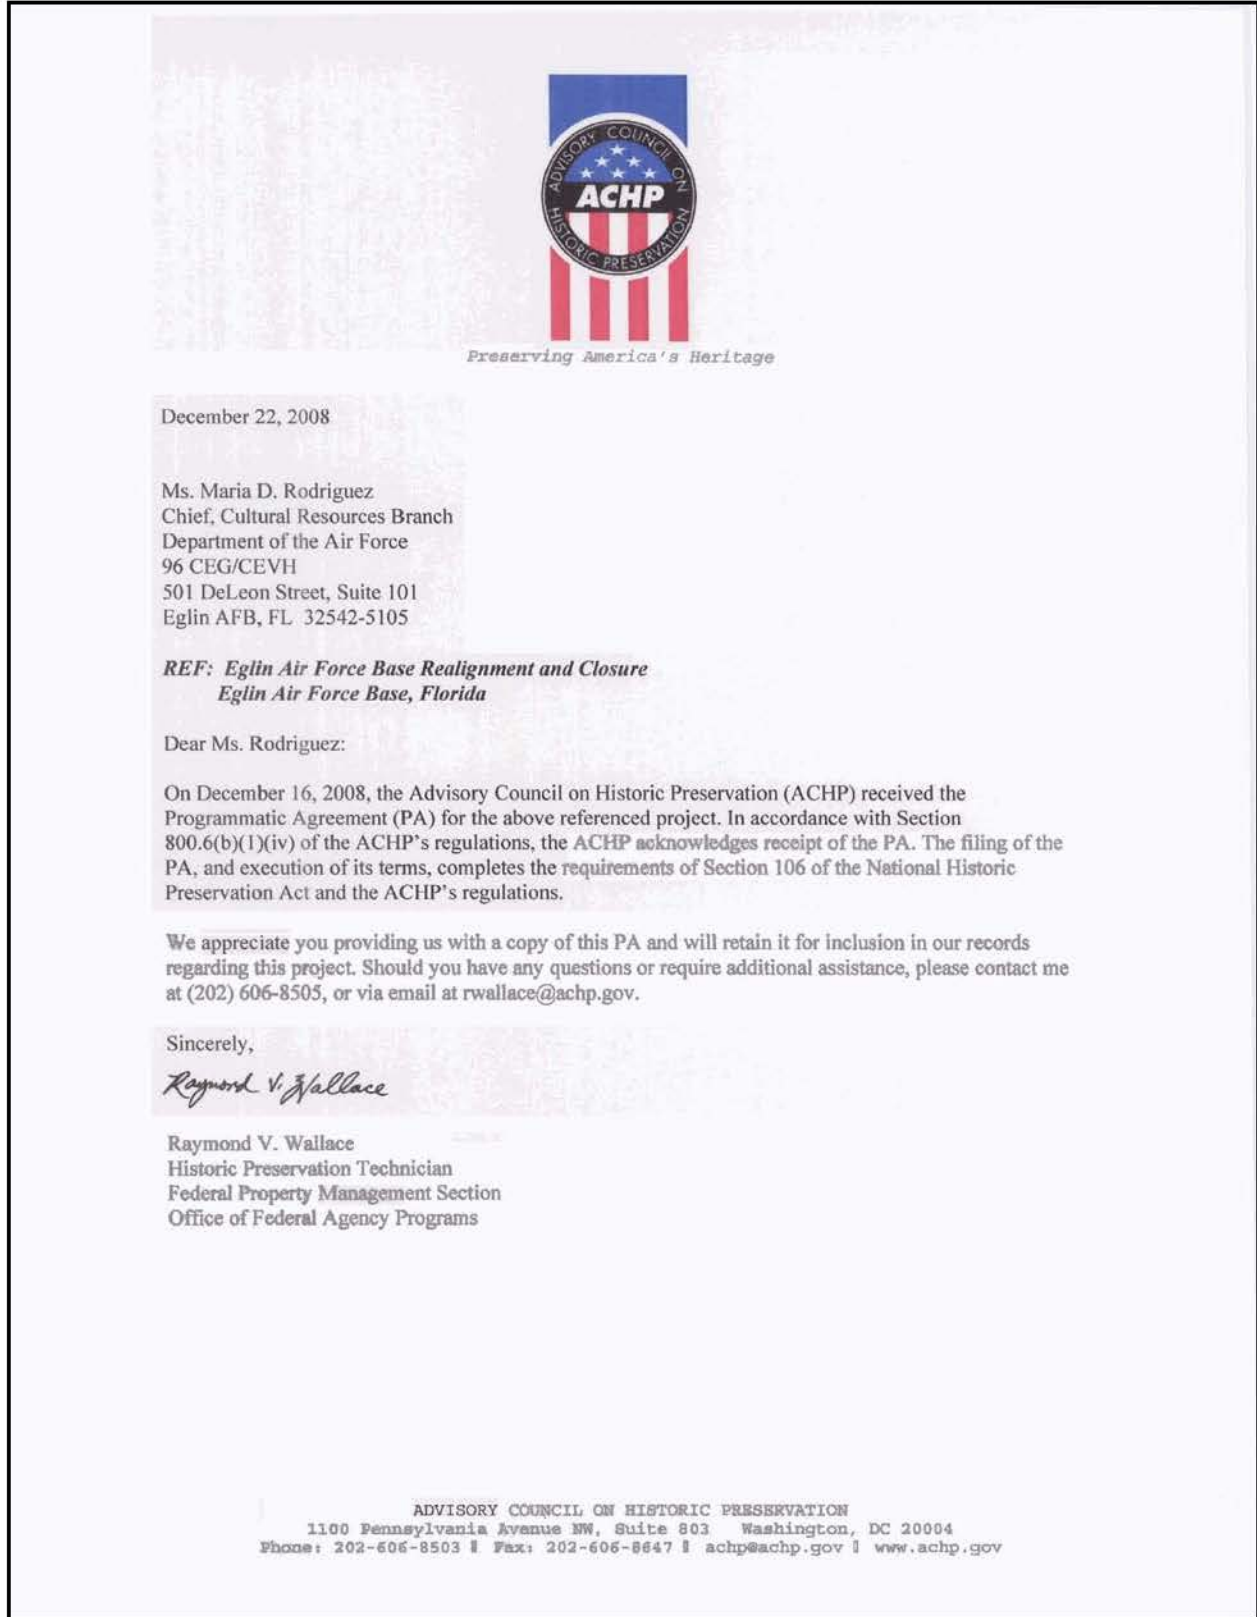 ADVISORY COUNCIL ON
ACHP
HISTORIC PRESERVATION
Preserving America's Heritage
December 22, 2008
Ms. Maria D. Rodriguez
Chief, Cultural Resources Branch
Department of the Air Force
96 CEG/CEVH
501 DeLeon Street, Suite 101
Eglin AFB, FL 32542-5105
REF: Eglin Air Force Base Realignment and Closure
Eglin Air Force Base, Florida
Dear Ms. Rodriguez:
On December 16, 2008, the Advisory Council on Historic Preservation (ACHP) received the
Programmatic Agreement (PA) for the above referenced project. In accordance with Section
800.6(b)(1)(iv) of the ACHP's regulations, the ACHP acknowledges receipt of the PA. The filing of the
PA, and execution of its terms, completes the requirements of Section 106 of the National Historic
Preservation Act and the ACHP's regulations.
We appreciate you providing us with a copy of this PA and will retain it for inclusion in our records
regarding this project. Should you have any questions or require additional assistance, please contact me
at (202) 606-8505, or via email at rwallace@achp.gov.
Sincerely,
Raymond V. Wallace
Raymond V. Wallace
Historic Preservation Technician
Federal Property Management Section
Office of Federal Agency Programs
ADVISORY COUNCIL ON HISTORIC PRESERVATION
1100 Pennsylvania Avenue NW, Suite 803 Washington, DC 20004
Phone: 202-606-8503 Fax: 202-606-8647 achp@achp.gov www.achp.gov